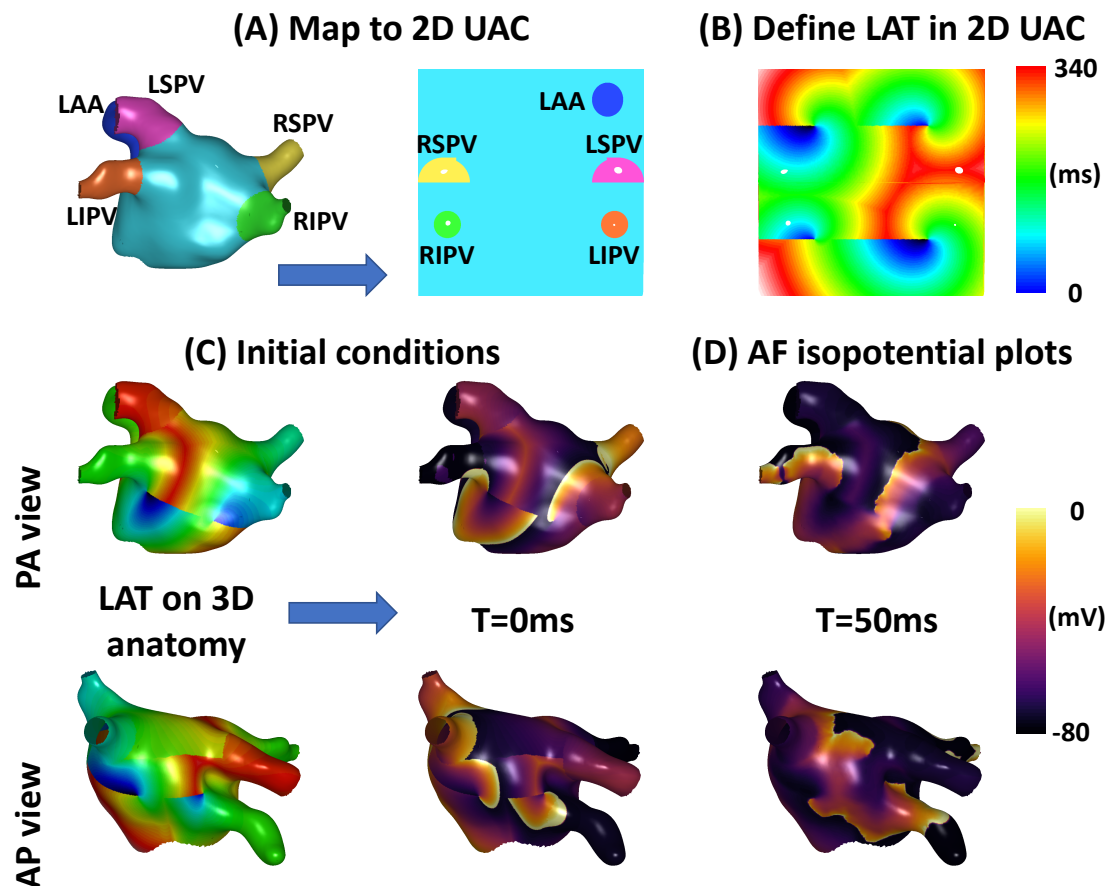 (A) Map to 2D UAC
(B) Define LAT in 2D UAC
LAA
LSPV
RSPV
LIPV
RIPV
LAA
RSPV
LSPV
RIPV
LIPV
340
(ms)
0
(C) Initial conditions
(D) AF isopotential plots
PA view
0
(mV)
-80
LAT on 3D
anatomy
T=0ms
T=50ms
AP view